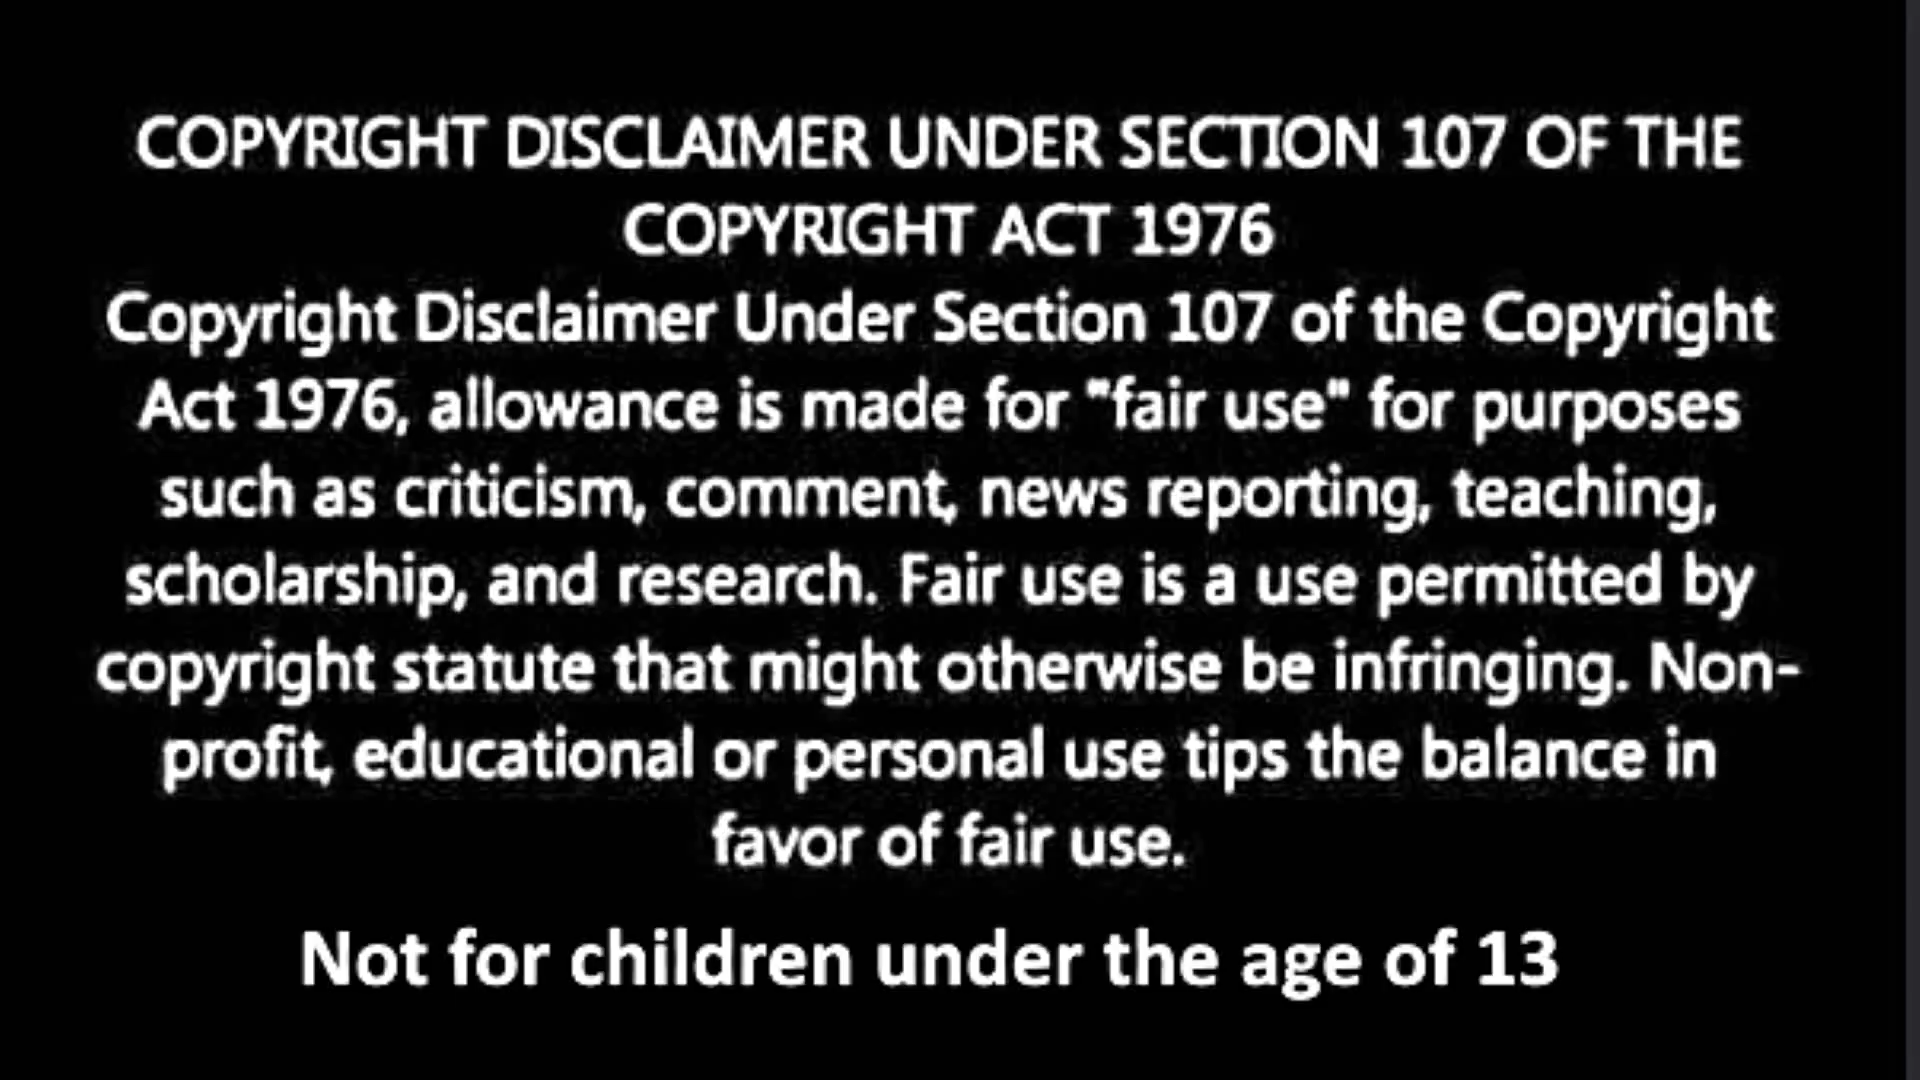 COPYRIGHT DISCLAIMER UNDER SECTION 107 OF THE
COPYRIGHT ACT 1976
Copyright Disclaimer Under Section 107 of the Copyright
Act 1976, allowance is made for "fair use" for purposes
such as criticism, comment, news reporting, teaching,
scholarship, and research. Fair use is a use permitted by
copyright statute that might otherwise be infringing. Non-
profit, educational or personal use tips the balance in
favor of fair use.
Not for children under the age of 13